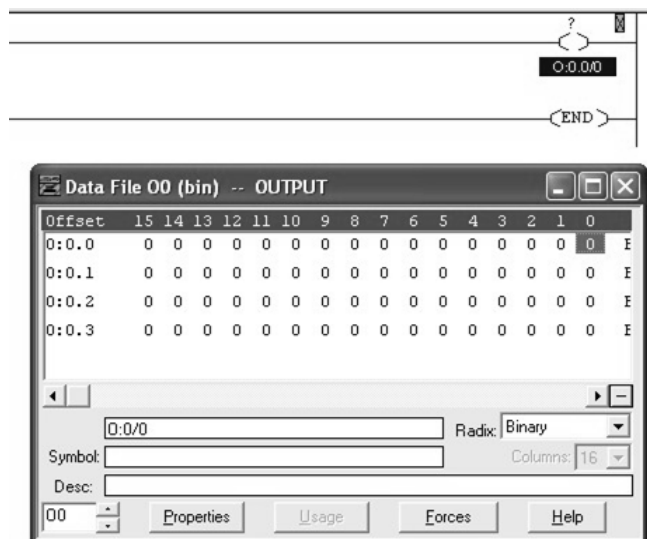 ?
O:0.0/0
END
Data File O0 (bin) -- OUTPUT
Offset 15 14 13 12 11 10 9 8 7 6 5 4 3 2 1 0
O:0.0 0 0 0 0 0 0 0 0 0 0 0 0 0 0 0 0
O:0.1 0 0 0 0 0 0 0 0 0 0 0 0 0 0 0 0
O:0.2 0 0 0 0 0 0 0 0 0 0 0 0 0 0 0 0
O:0.3 0 0 0 0 0 0 0 0 0 0 0 0 0 0 0 0
O:0/0 Radix: Binary
Symbol: Columns: 16
Desc:
O0 Properties Usage Forces Help